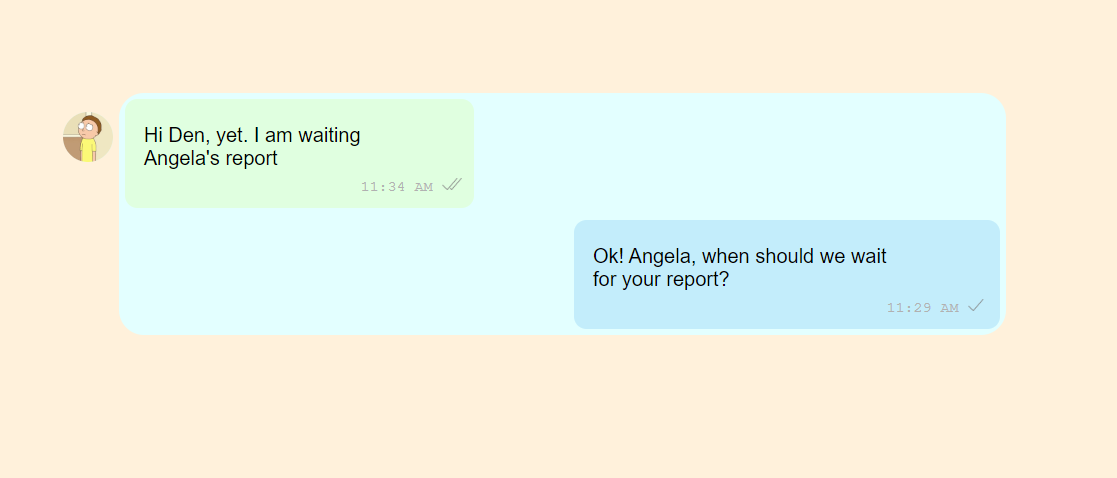 Hi Den, yet. I am waiting
Angela's report
11:34 AM
Ok! Angela, when should we wait
for your report?
11:29 AM